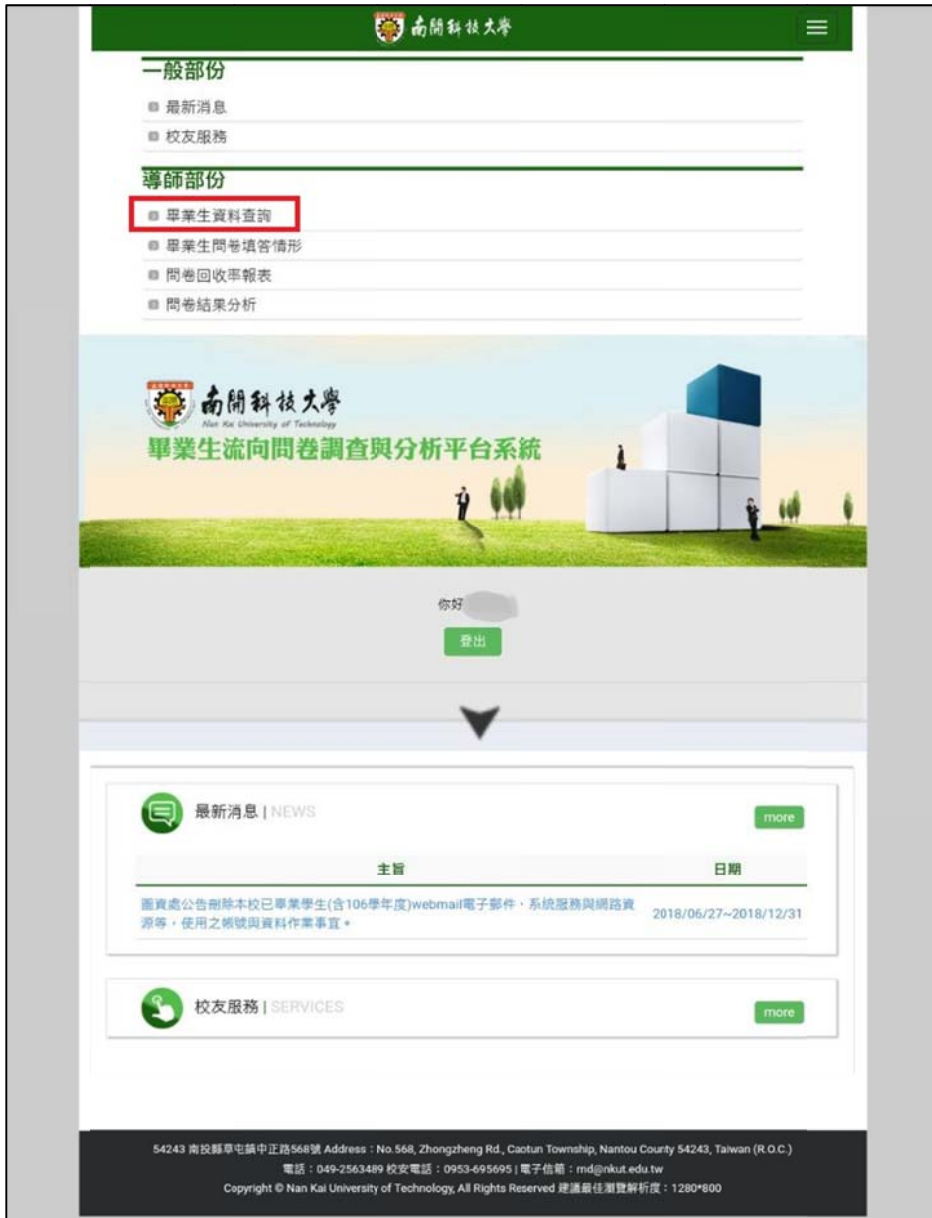 南開科技大學
一般部份
最新消息
校友服務
導師部份
畢業生資料查詢
畢業生問卷填答情形
問卷回收率報表
問卷結果分析
南開科技大學
Nan Kai University of Technology
畢業生流向問卷調查與分析平台系統
你好
登出
最新消息 | NEWS
more
主旨 日期
圖資處公告刪除本校已畢業學生(含106學年度)webmail電子郵件、系統服務與網路資
源等，使用之帳號與資料作業事宜。 2018/06/27~2018/12/31
校友服務 | SERVICES
more
54243 南投縣草屯鎮中正路568號 Address：No.568, Zhongzheng Rd., Caotun Township, Nantou County 54243, Taiwan (R.O.C.)
電話：049-2563489 校安電話：0953-695695 | 電子信箱：rnd@nkut.edu.tw
Copyright © Nan Kai University of Technology, All Rights Reserved 建議最佳瀏覽解析度：1280*800